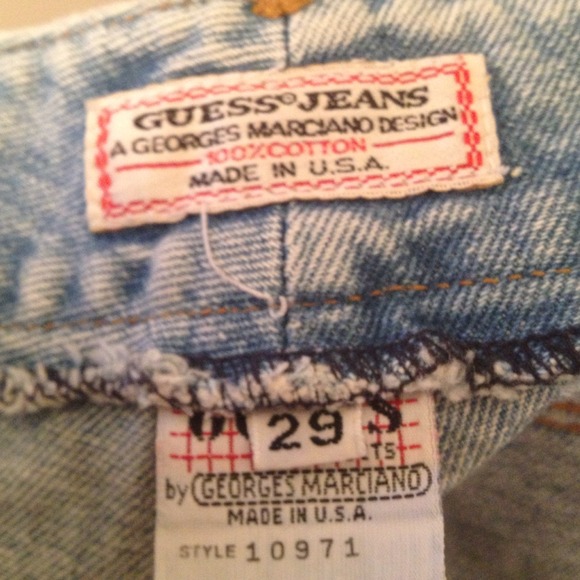 GUESS® JEANS
A GEORGES MARCIANO DESIGN
100% COTTON
MADE IN U.S.A.
29
by GEORGES MARCIANO
MADE IN U.S.A.
STYLE 10971